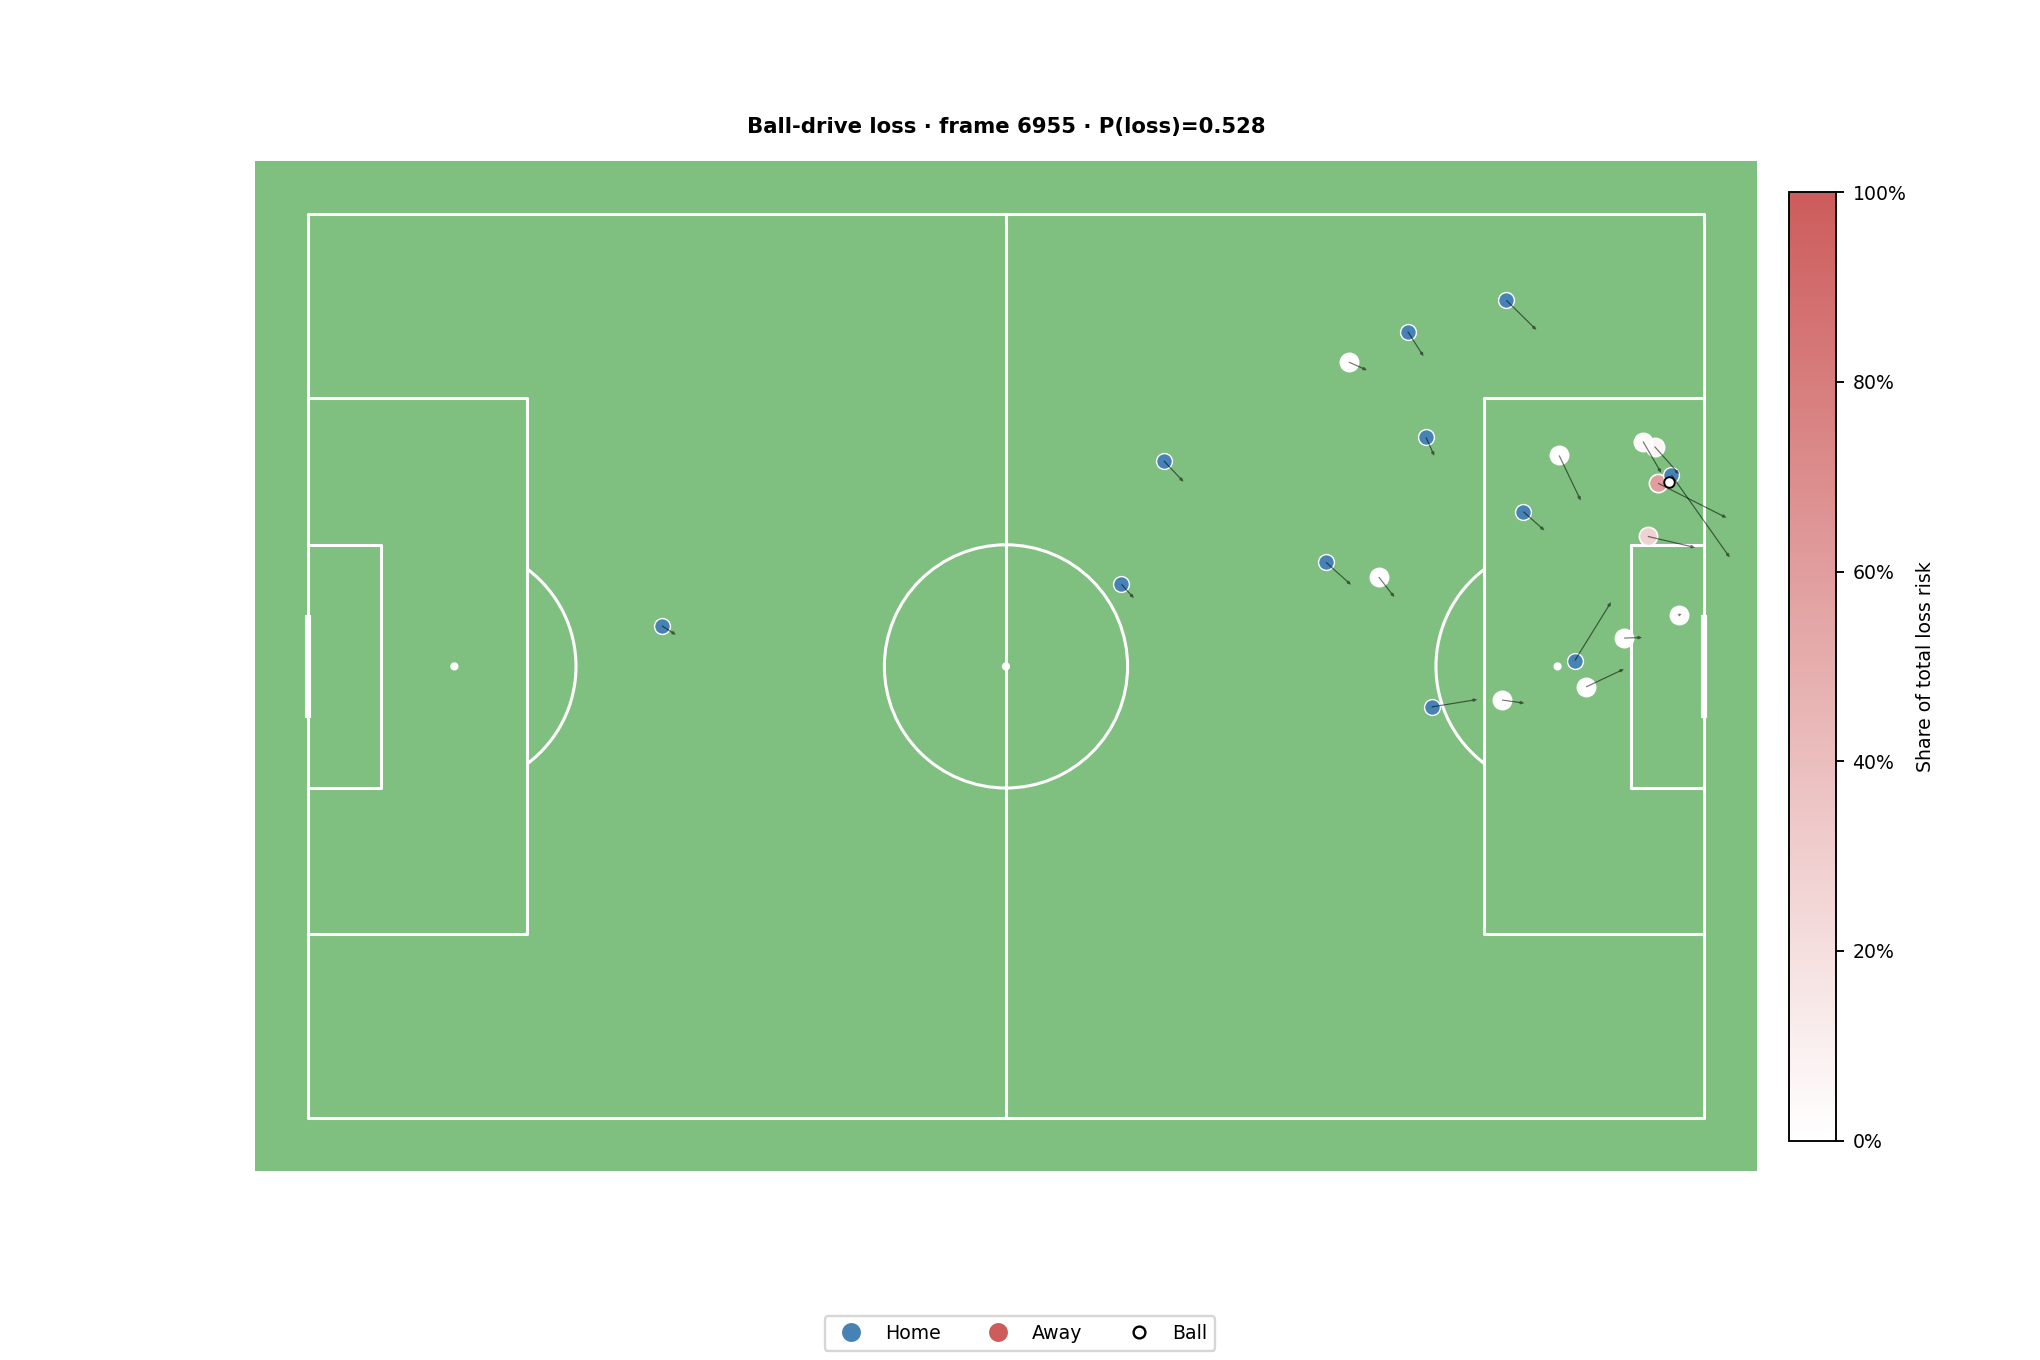 Ball-drive loss · frame 6955 · P(loss)=0.528
100%
80%
60%
40%
20%
0%
Share of total loss risk
Home
Away
Ball